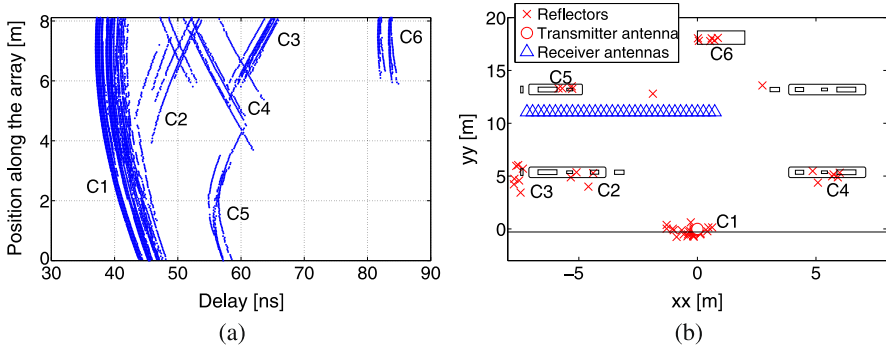 8
6
4
2
0
30
40
50
60
70
80
90
Position along the array [m]
Delay [ns]
C1
C2
C3
C4
C5
C6
(a)
20
15
10
5
0
−5
0
5
yy [m]
xx [m]
Reflectors
Transmitter antenna
Receiver antennas
C6
C5
C3
C2
C4
C1
(b)